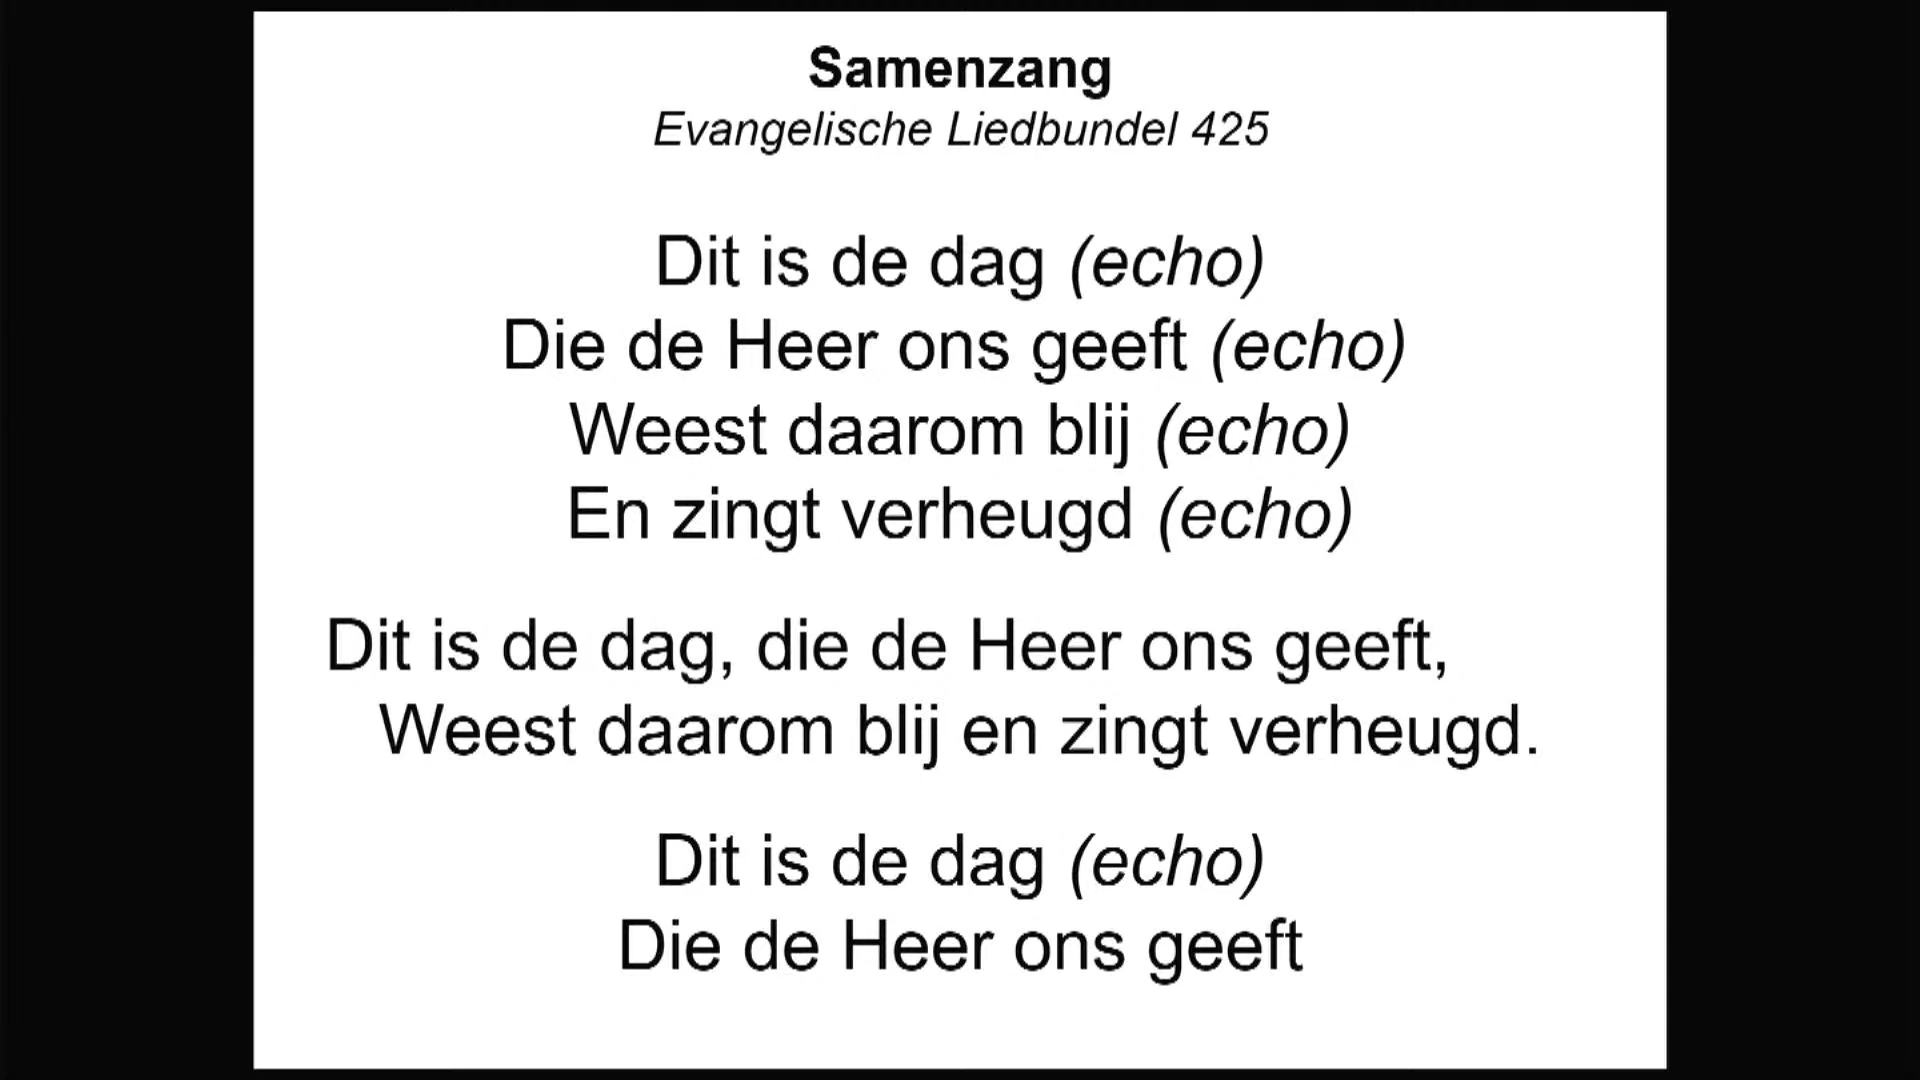 Samenzang
Evangelische Liedbundel 425
Dit is de dag (echo)
Die de Heer ons geeft (echo)
Weest daarom blij (echo)
En zingt verheugd (echo)
Dit is de dag, die de Heer ons geeft,
Weest daarom blij en zingt verheugd.
Dit is de dag (echo)
Die de Heer ons geeft